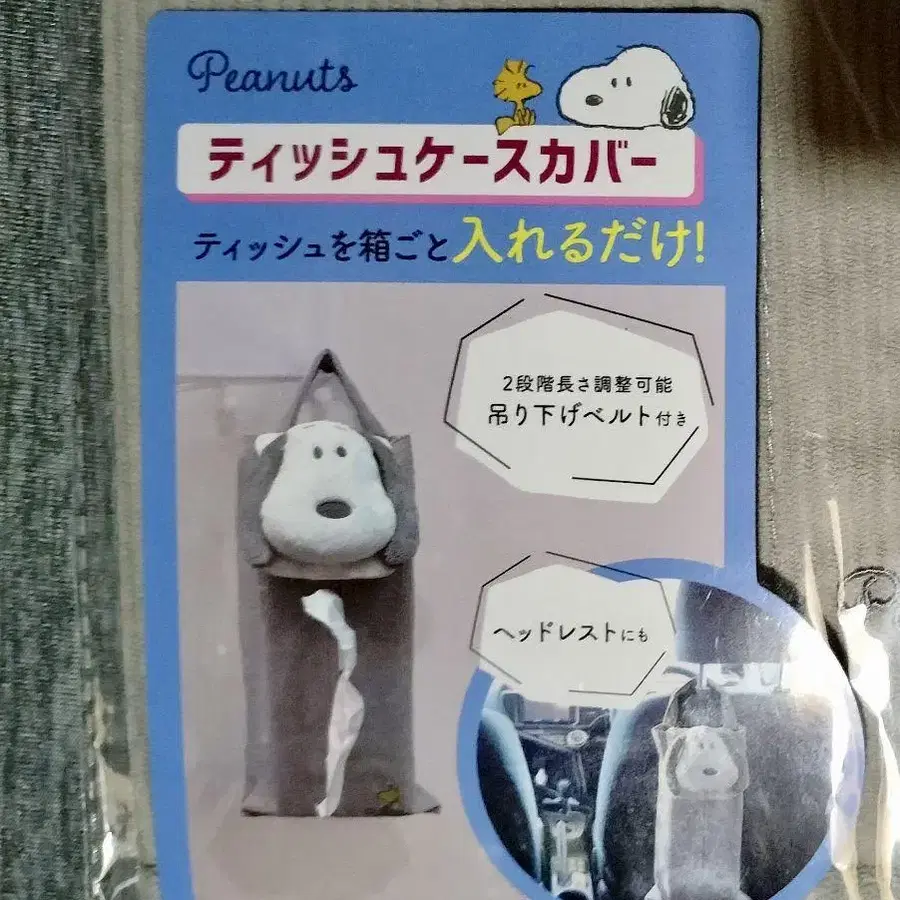 Peanuts
ティッシュケースカバー
ティッシュを箱ごと入れるだけ!
2段階長さ調整可能
吊り下げベルト付き
ヘッドレストにも
P